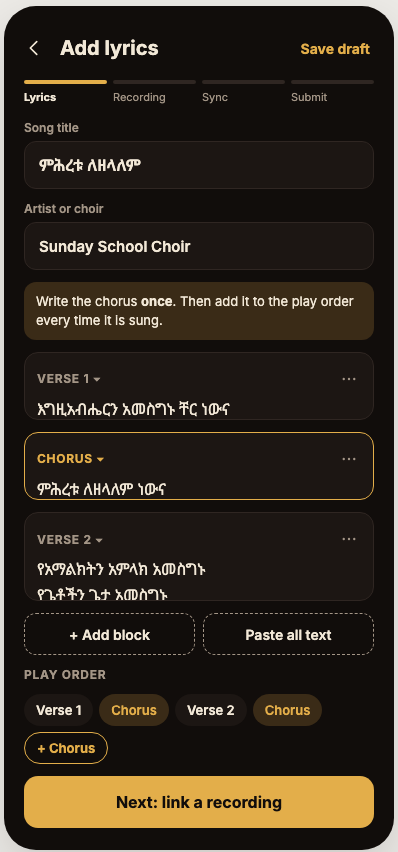 Add lyrics
Save draft
Lyrics
Recording
Sync
Submit
Song title
ምሕረቱ ለዘላለም
Artist or choir
Sunday School Choir
Write the chorus once. Then add it to the play order
every time it is sung.
VERSE 1
እግዚአብሔርን አመስግኑ ቸር ነውና
CHORUS
ምሕረቱ ለዘላለም ነውና
VERSE 2
የአማልክትን አምላክ አመስግኑ
የጌቶችን ጌታ አመስግኑ
+ Add block
Paste all text
PLAY ORDER
Verse 1
Chorus
Verse 2
Chorus
+ Chorus
Next: link a recording